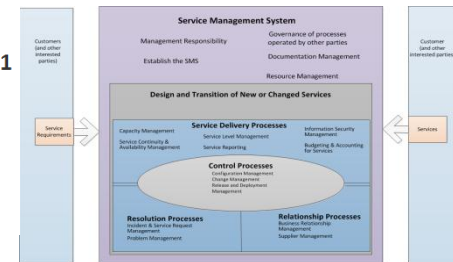 Service Management System
Customers
(and other
interested
parties)
1
Management Responsibility
Establish the SMS
Governance of processes
operated by other parties
Documentation Management
Resource Management
Customer
(and other
interested parties)
Design and Transition of New or Changed Services
Service
Requirements
Service Delivery Processes
Capacity Management
Service Continuity &
Availability Management
Service Level Management
Service Reporting
Information Security
Management
Budgeting & Accounting
for Services
Services
Control Processes
Configuration Management
Change Management
Release and Deployment
Management
Resolution Processes
Incident & Service Request
Management
Problem Management
Relationship Processes
Business Relationship
Management
Supplier Management